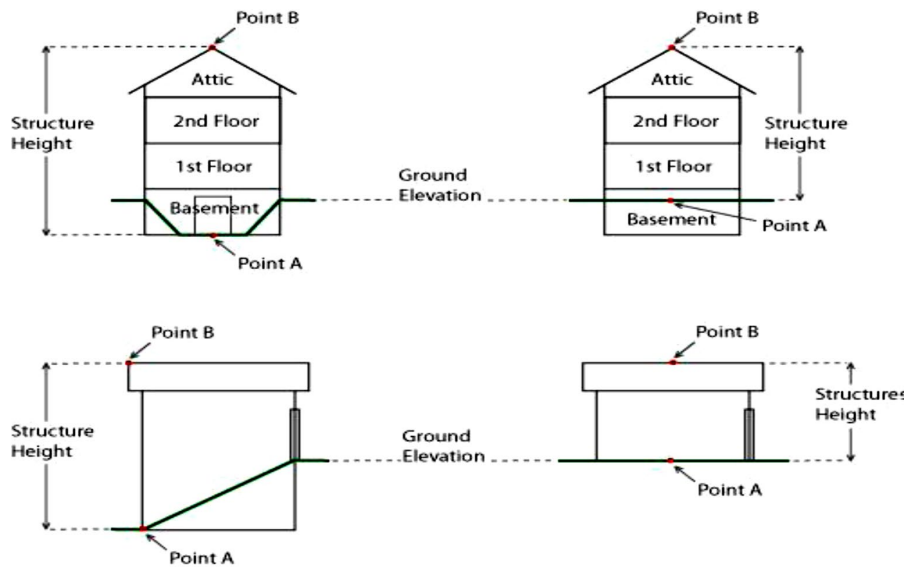 Point B
Attic
2nd Floor
1st Floor
Basement
Structure
Height
Point A
Ground
Elevation
Point B
Attic
2nd Floor
1st Floor
Basement
Structure
Height
Point A
Point B
Structure
Height
Point A
Ground
Elevation
Point B
Structures
Height
Point A